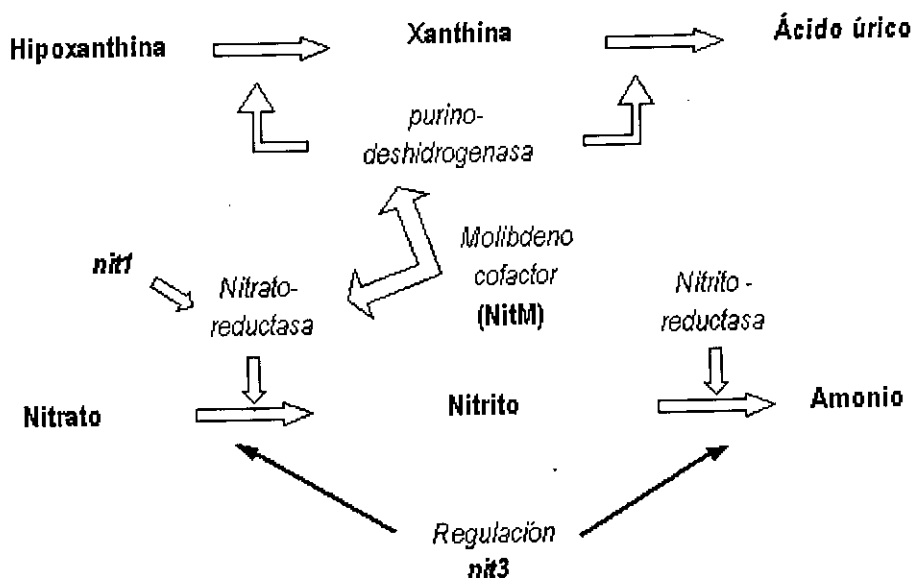 Hipoxanthina
Xanthina
Ácido úrico
purino-
deshidrogenasa
nit1
Nitrato-
reductasa
Molibdeno
cofactor
(NitM)
Nitrito -
reductasa
Nitrato
Nitrito
Amonio
Regulación
nit3